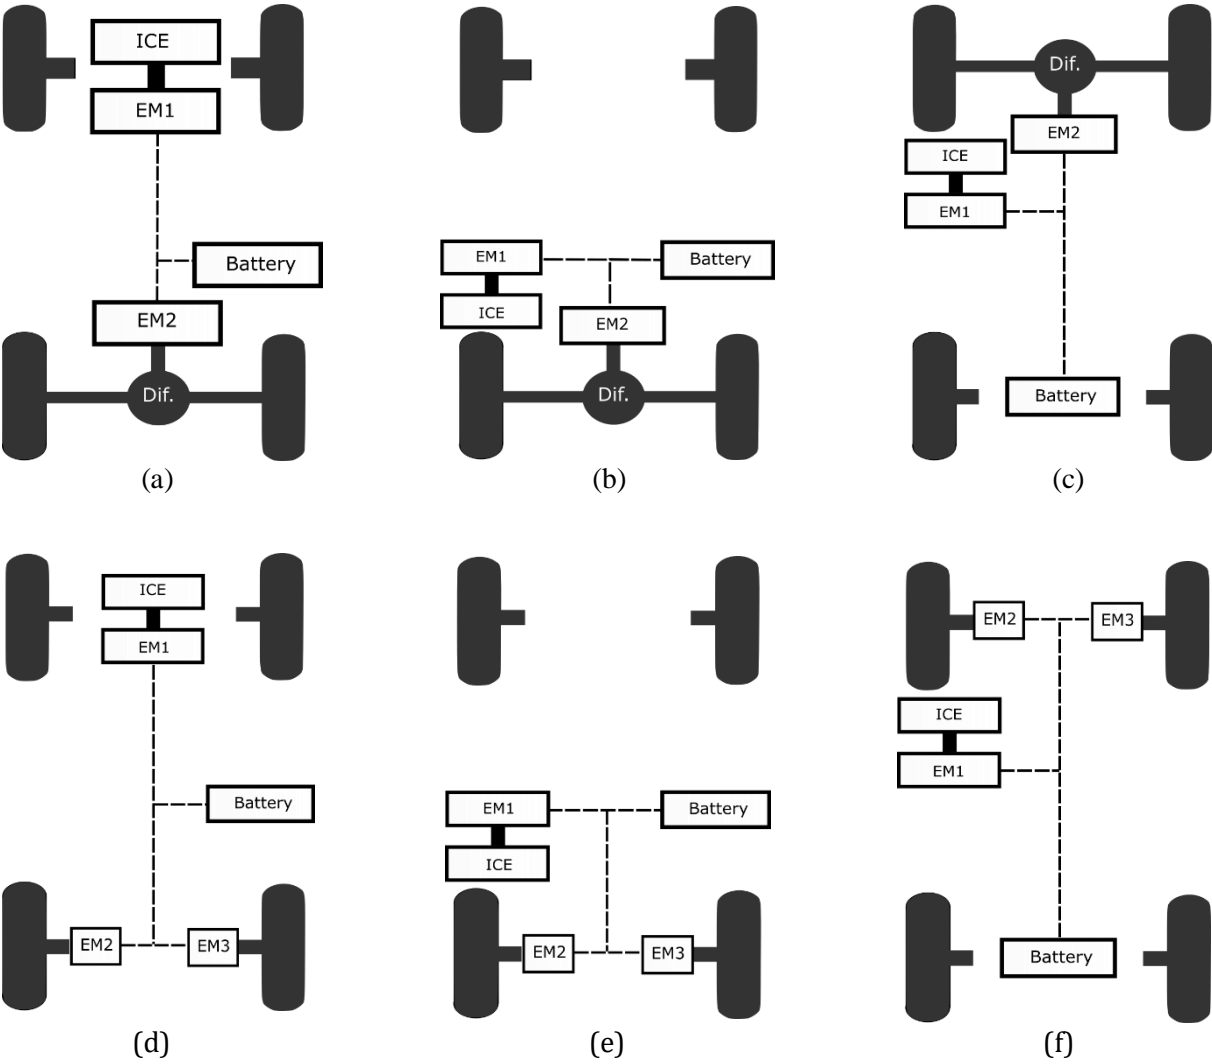 ICE
EM1
Battery
EM2
Dif.
(a)
EM1
Battery
ICE
EM2
Dif.
(b)
Dif.
EM2
ICE
EM1
Battery
(c)
ICE
EM1
Battery
EM2
EM3
(d)
EM1
Battery
ICE
EM2
EM3
(e)
EM2
EM3
ICE
EM1
Battery
(f)